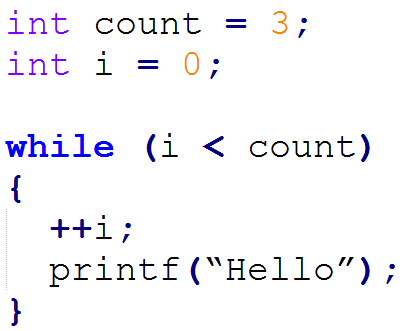 int count = 3;
int i = 0;
while (i < count)
{
++i;
printf(“Hello”);
}